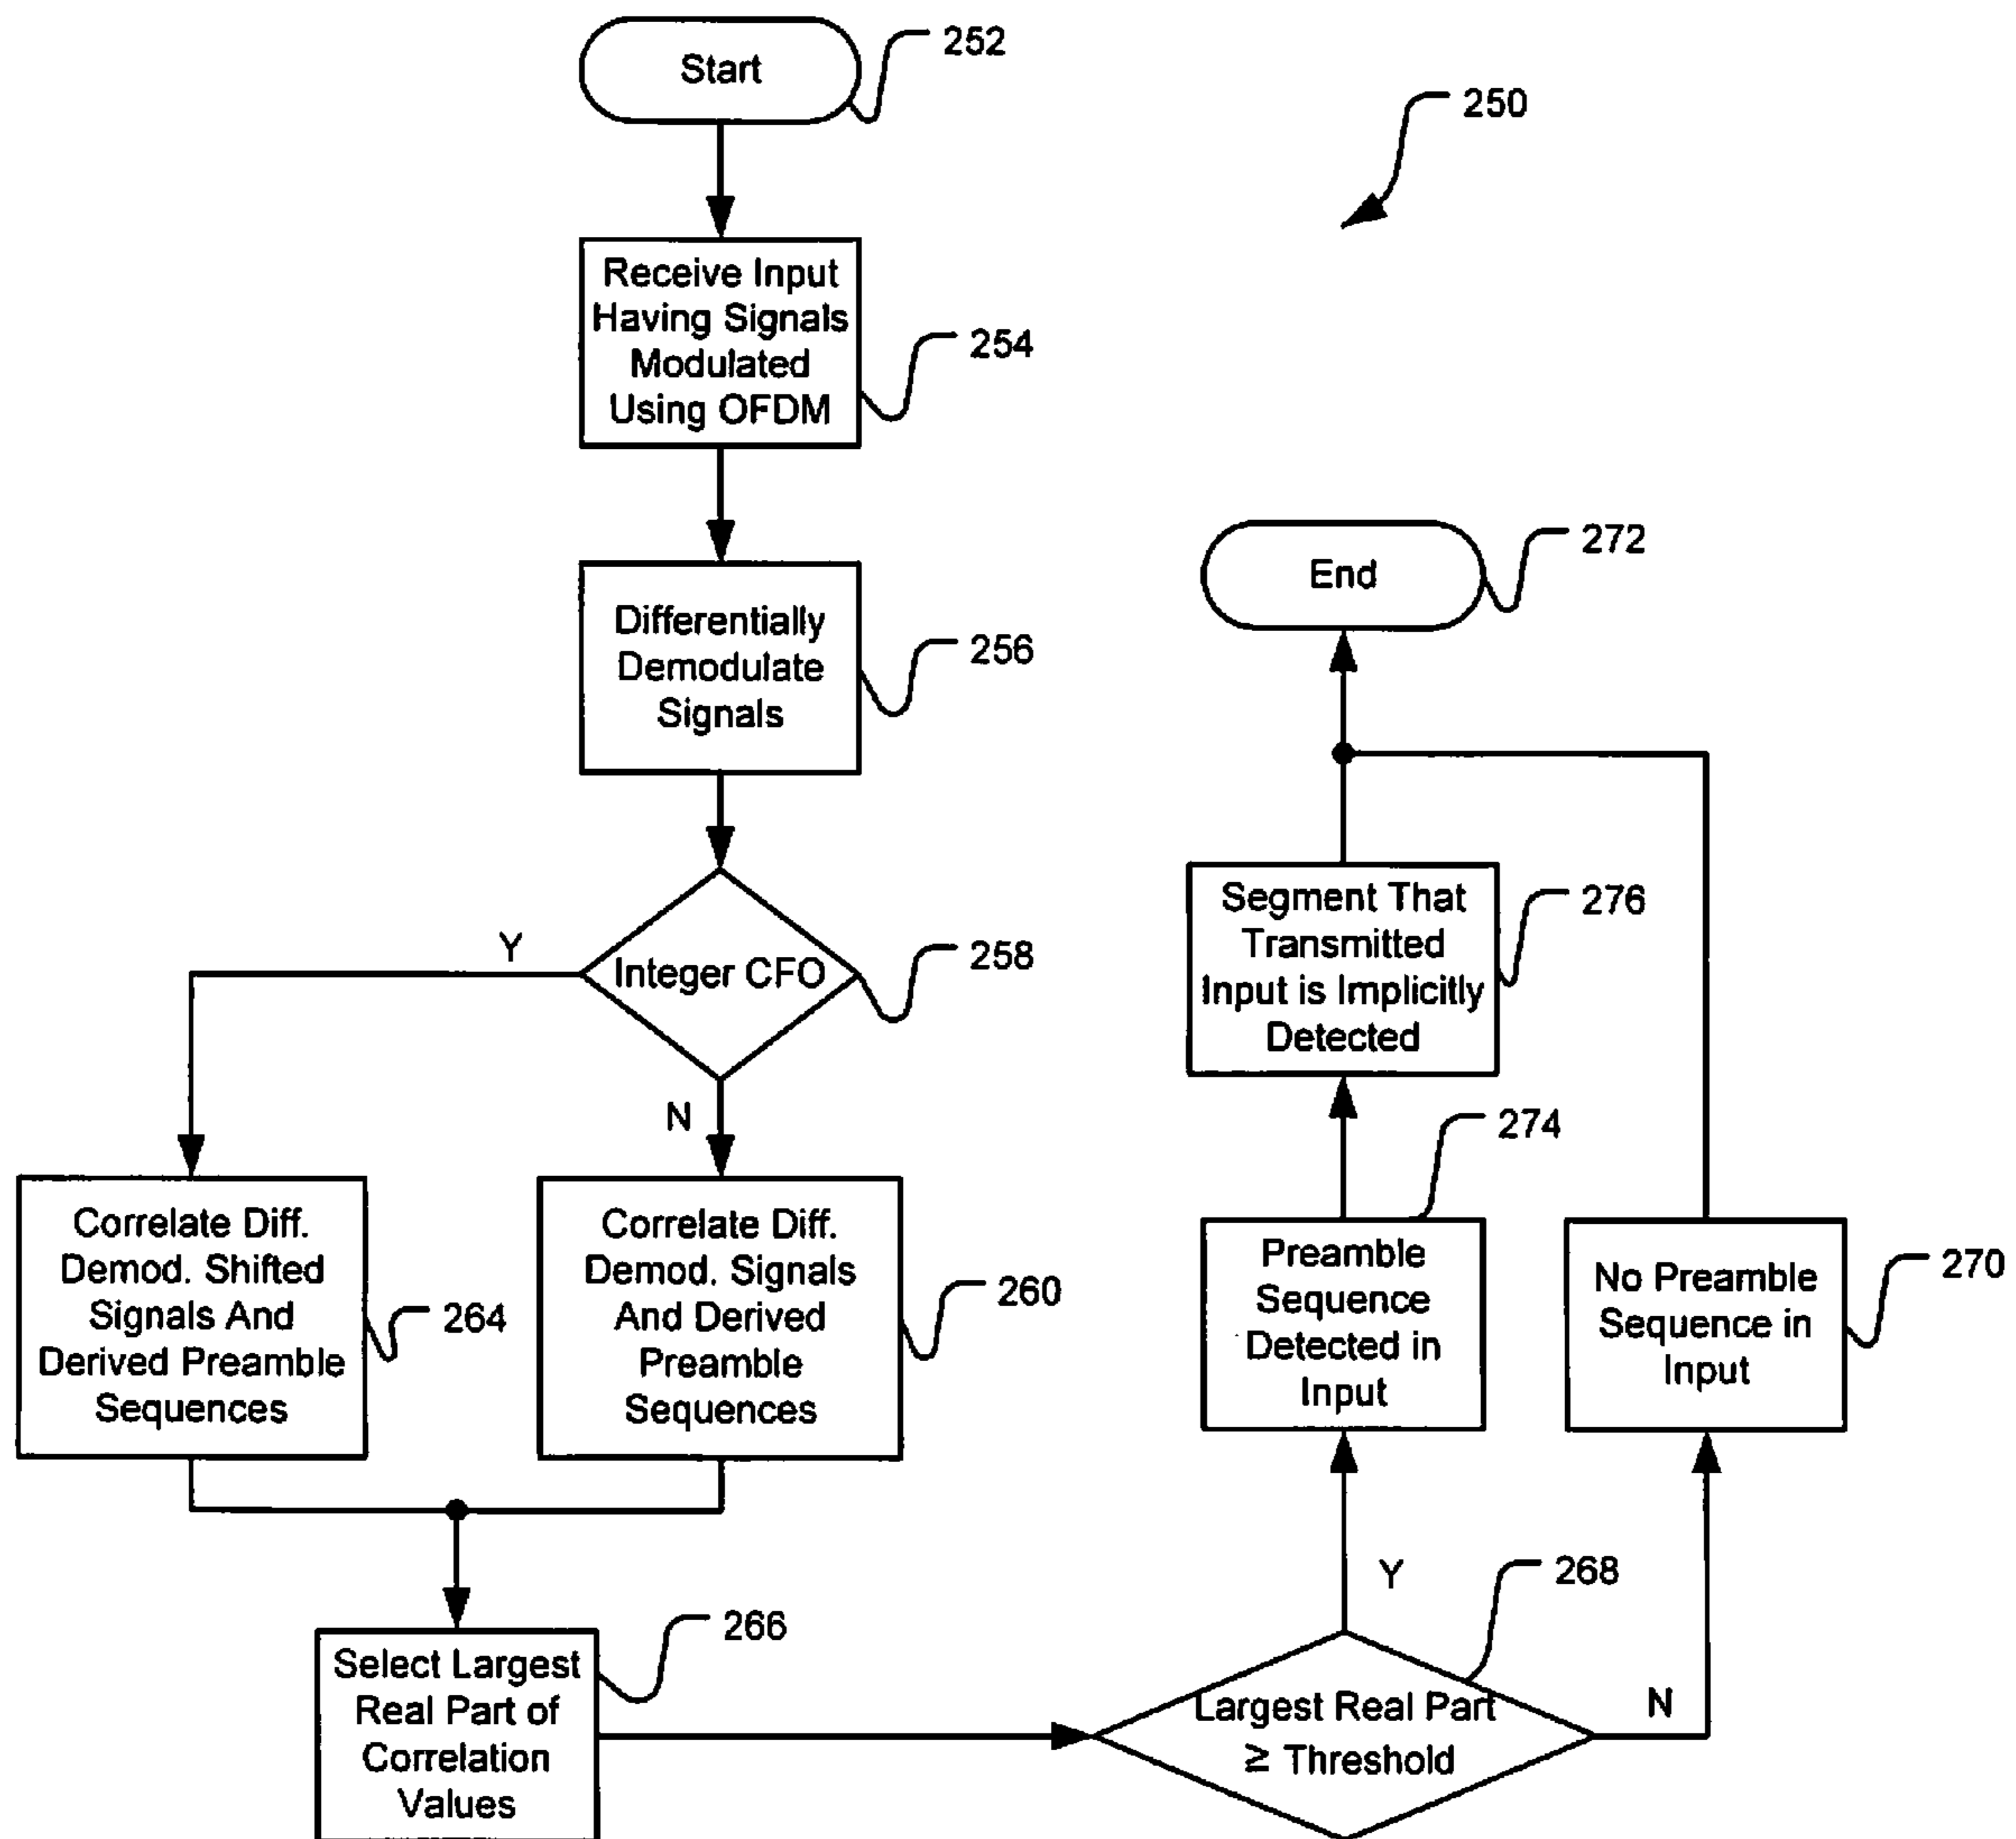 Start
252
250
Receive Input
Having Signals
Modulated
Using OFDM
254
Differentially
Demodulate
Signals
256
End
272
Integer CFO
258
Y
N
Segment That
Transmitted
Input is Implicitly
Detected
276
Correlate Diff.
Demod. Shifted
Signals And
Derived Preamble
Sequences
264
Correlate Diff.
Demod. Signals
And Derived
Preamble
Sequences
260
Preamble
Sequence
Detected in
Input
274
No Preamble
Sequence in
Input
270
Select Largest
Real Part of
Correlation
Values
266
Largest Real Part
≥ Threshold
268
Y
N